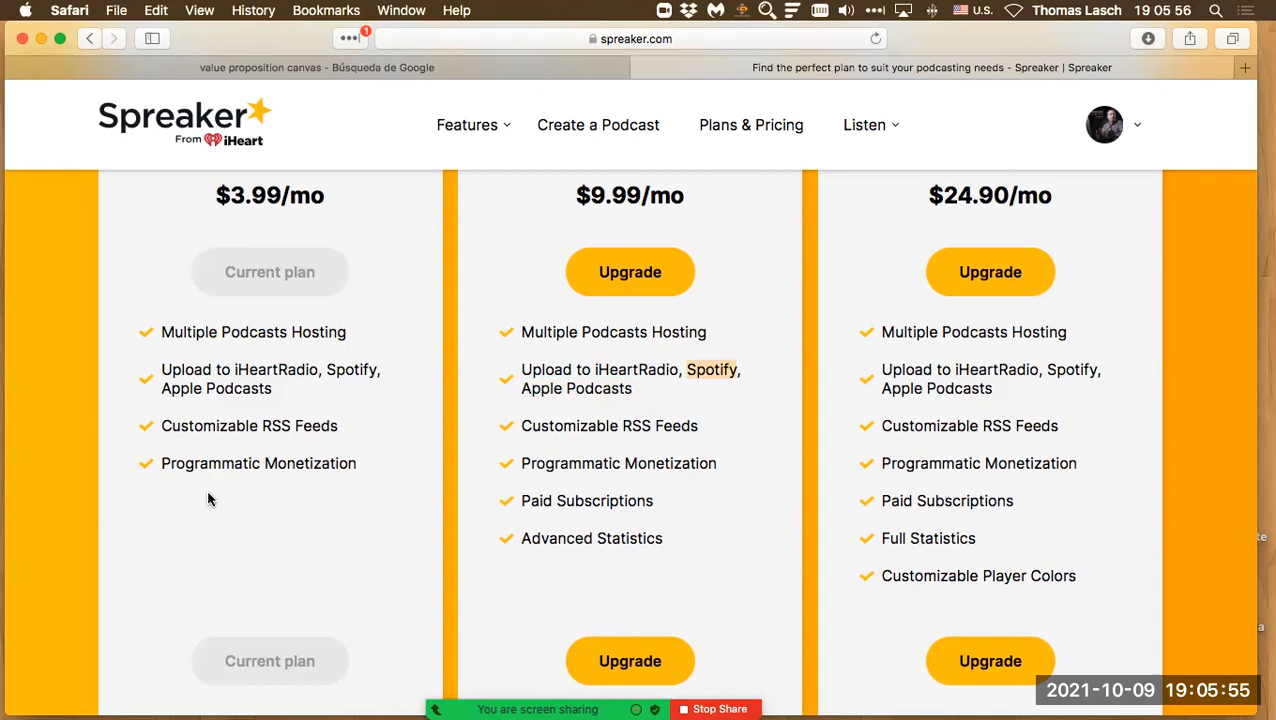 Safari File Edit View History Bookmarks Window Help U.S. Thomas Lasch 19 05 56
1
spreaker.com
value proposition canvas - Búsqueda de Google
Find the perfect plan to suit your podcasting needs - Spreaker | Spreaker
Spreaker
From iHeart
Features
Create a Podcast
Plans & Pricing
Listen
$3.99/mo
Current plan
Multiple Podcasts Hosting
Upload to iHeartRadio, Spotify,
Apple Podcasts
Customizable RSS Feeds
Programmatic Monetization
Current plan
$9.99/mo
Upgrade
Multiple Podcasts Hosting
Upload to iHeartRadio, Spotify,
Apple Podcasts
Customizable RSS Feeds
Programmatic Monetization
Paid Subscriptions
Advanced Statistics
Upgrade
$24.90/mo
Upgrade
Multiple Podcasts Hosting
Upload to iHeartRadio, Spotify,
Apple Podcasts
Customizable RSS Feeds
Programmatic Monetization
Paid Subscriptions
Full Statistics
Customizable Player Colors
Upgrade
You are screen sharing
Stop Share
2021-10-09 19:05:55